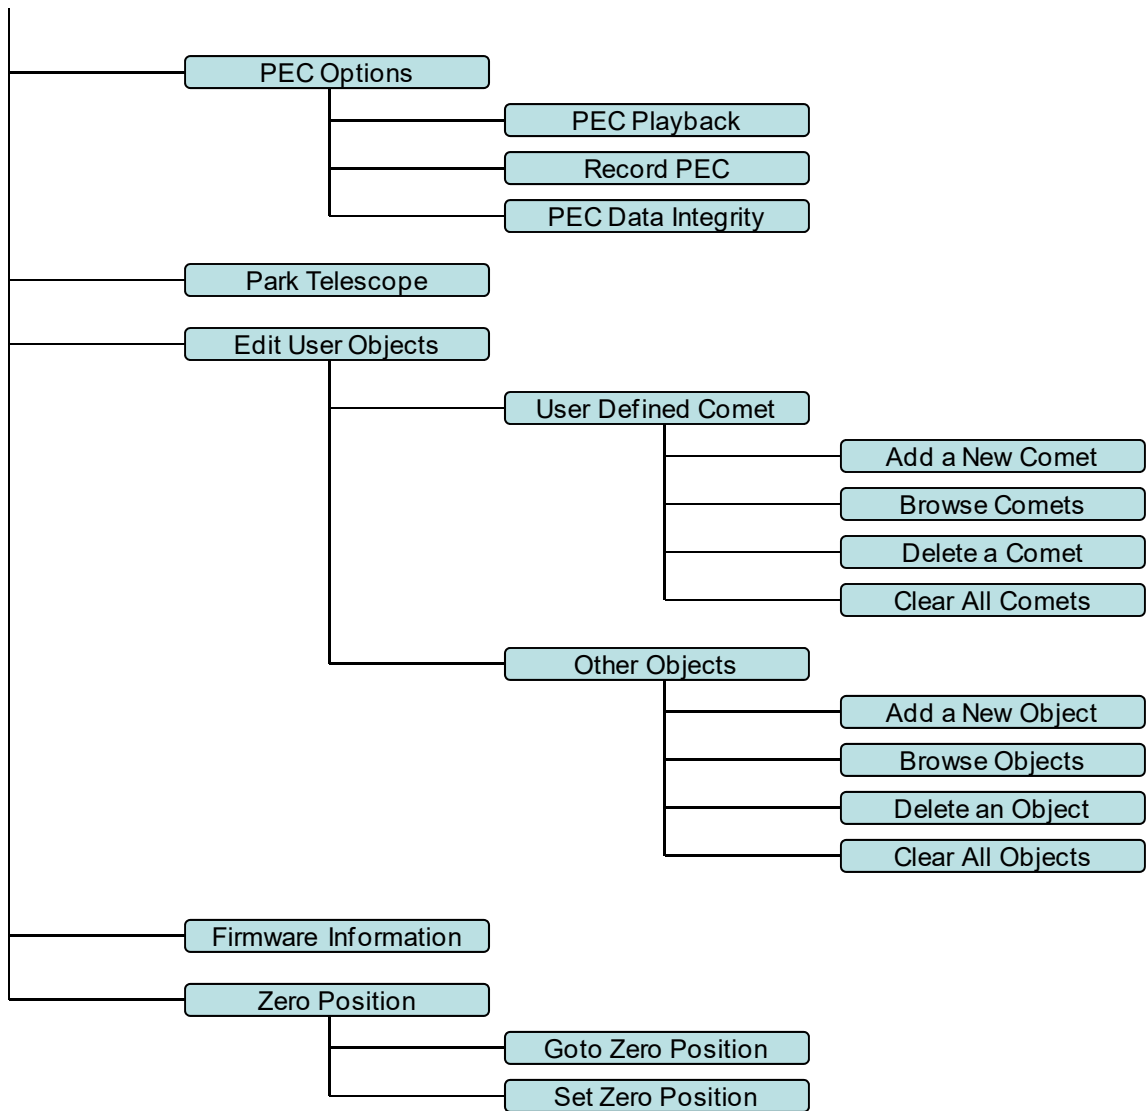 PEC Options
PEC Playback
Record PEC
PEC Data Integrity
Park Telescope
Edit User Objects
User Defined Comet
Add a New Comet
Browse Comets
Delete a Comet
Clear All Comets
Other Objects
Add a New Object
Browse Objects
Delete an Object
Clear All Objects
Firmware Information
Zero Position
Goto Zero Position
Set Zero Position